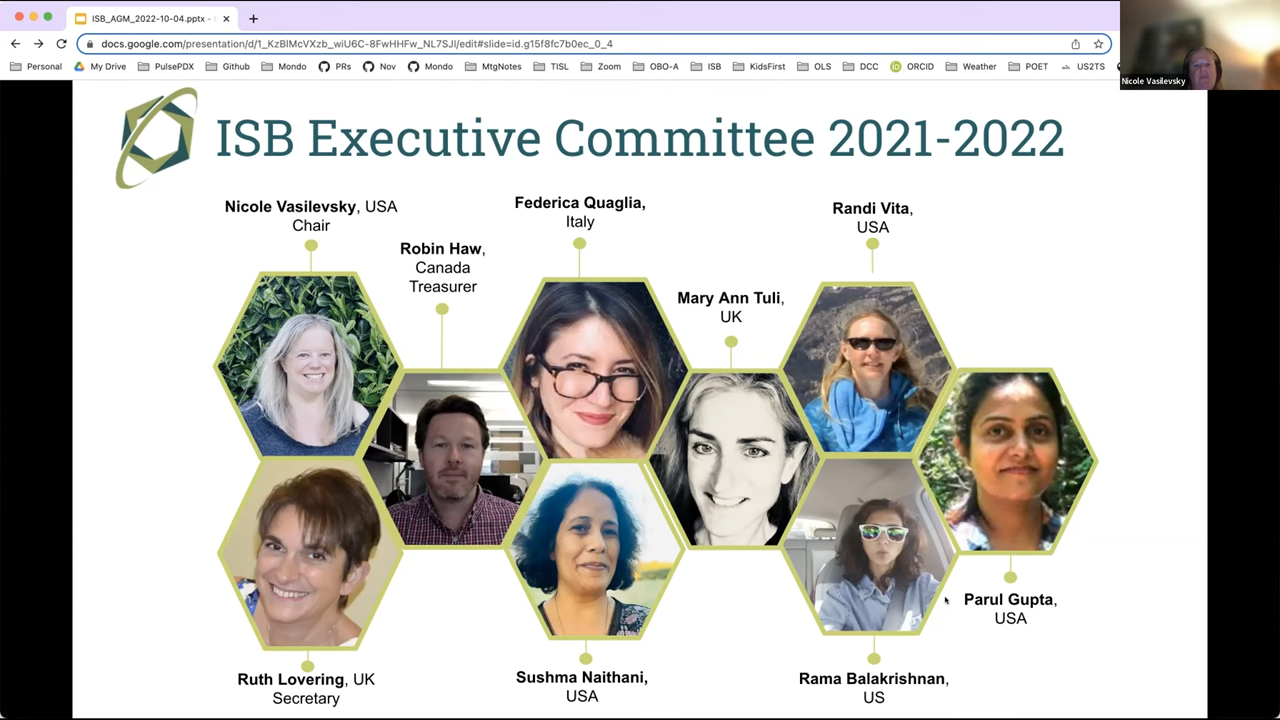 ISB_AGM_2022-10-04.pptx - 
docs.google.com/presentation/d/1_KzBlMcVXzb_wiU6C-8FwHHFw_NL7SJI/edit#slide=id.g15f8fc7b0ec_0_4
Personal My Drive PulsePDX Github Mondo PRs Nov Mondo MtgNotes TISL Zoom OBO-A ISB KidsFirst OLS DCC ORCID Weather POET US2TS
Nicole Vasilevsky
ISB Executive Committee 2021-2022
Nicole Vasilevsky, USA
Chair
Robin Haw,
Canada
Treasurer
Federica Quaglia,
Italy
Mary Ann Tuli,
UK
Randi Vita,
USA
Parul Gupta,
USA
Ruth Lovering, UK
Secretary
Sushma Naithani,
USA
Rama Balakrishnan,
US